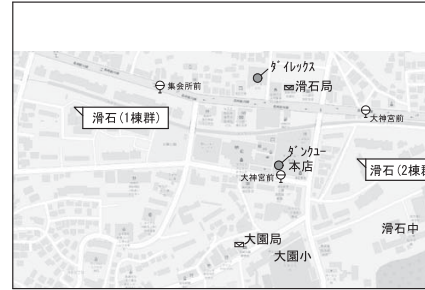 ﾀﾞｲﾚｯｸｽ
集会所前
滑石局
滑石(1棟群)
大神宮前
ﾀﾞﾝｸﾕｰ
本店
大神宮前
滑石(2棟
滑石中
大園局
大園小